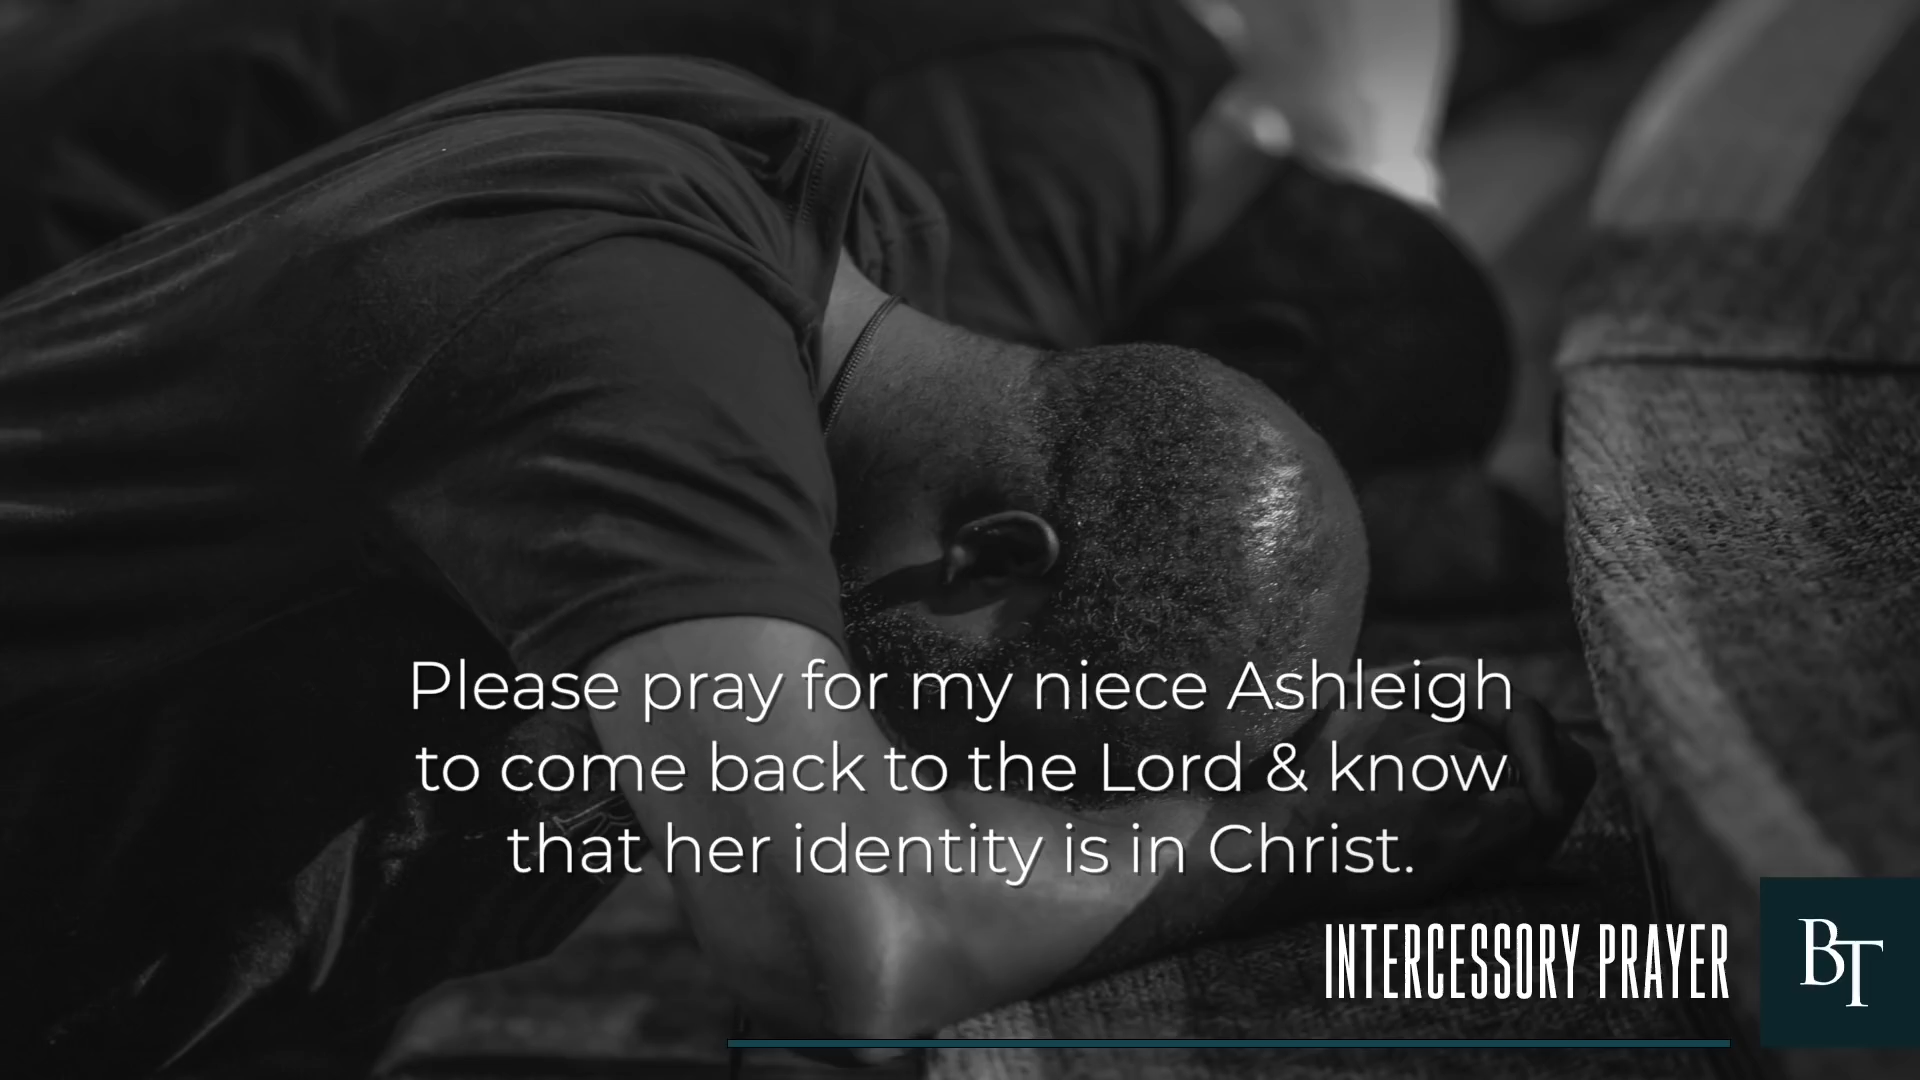 Please pray for my niece Ashleigh
to come back to the Lord & know
that her identity is in Christ.
INTERCESSORY PRAYER
BT